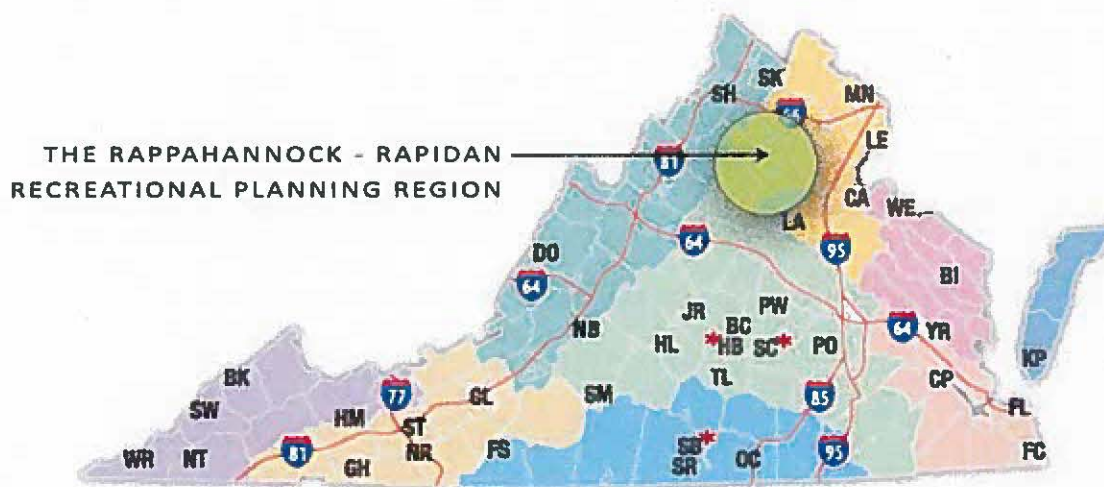 SK
SH
MN
66
THE RAPPAHANNOCK - RAPIDAN
RECREATIONAL PLANNING REGION
81
LE
CA
WE
LA
64
95
DO
64
BI
JR
PW
BC
NB
HL
*HB
SC*
PO
64
YR
KP
TL
BK
77
GL
SM
85
CP
SW
HM
ST
FL
WR
NT
81
GH
NR
FS
SB*
SR
OC
95
FC